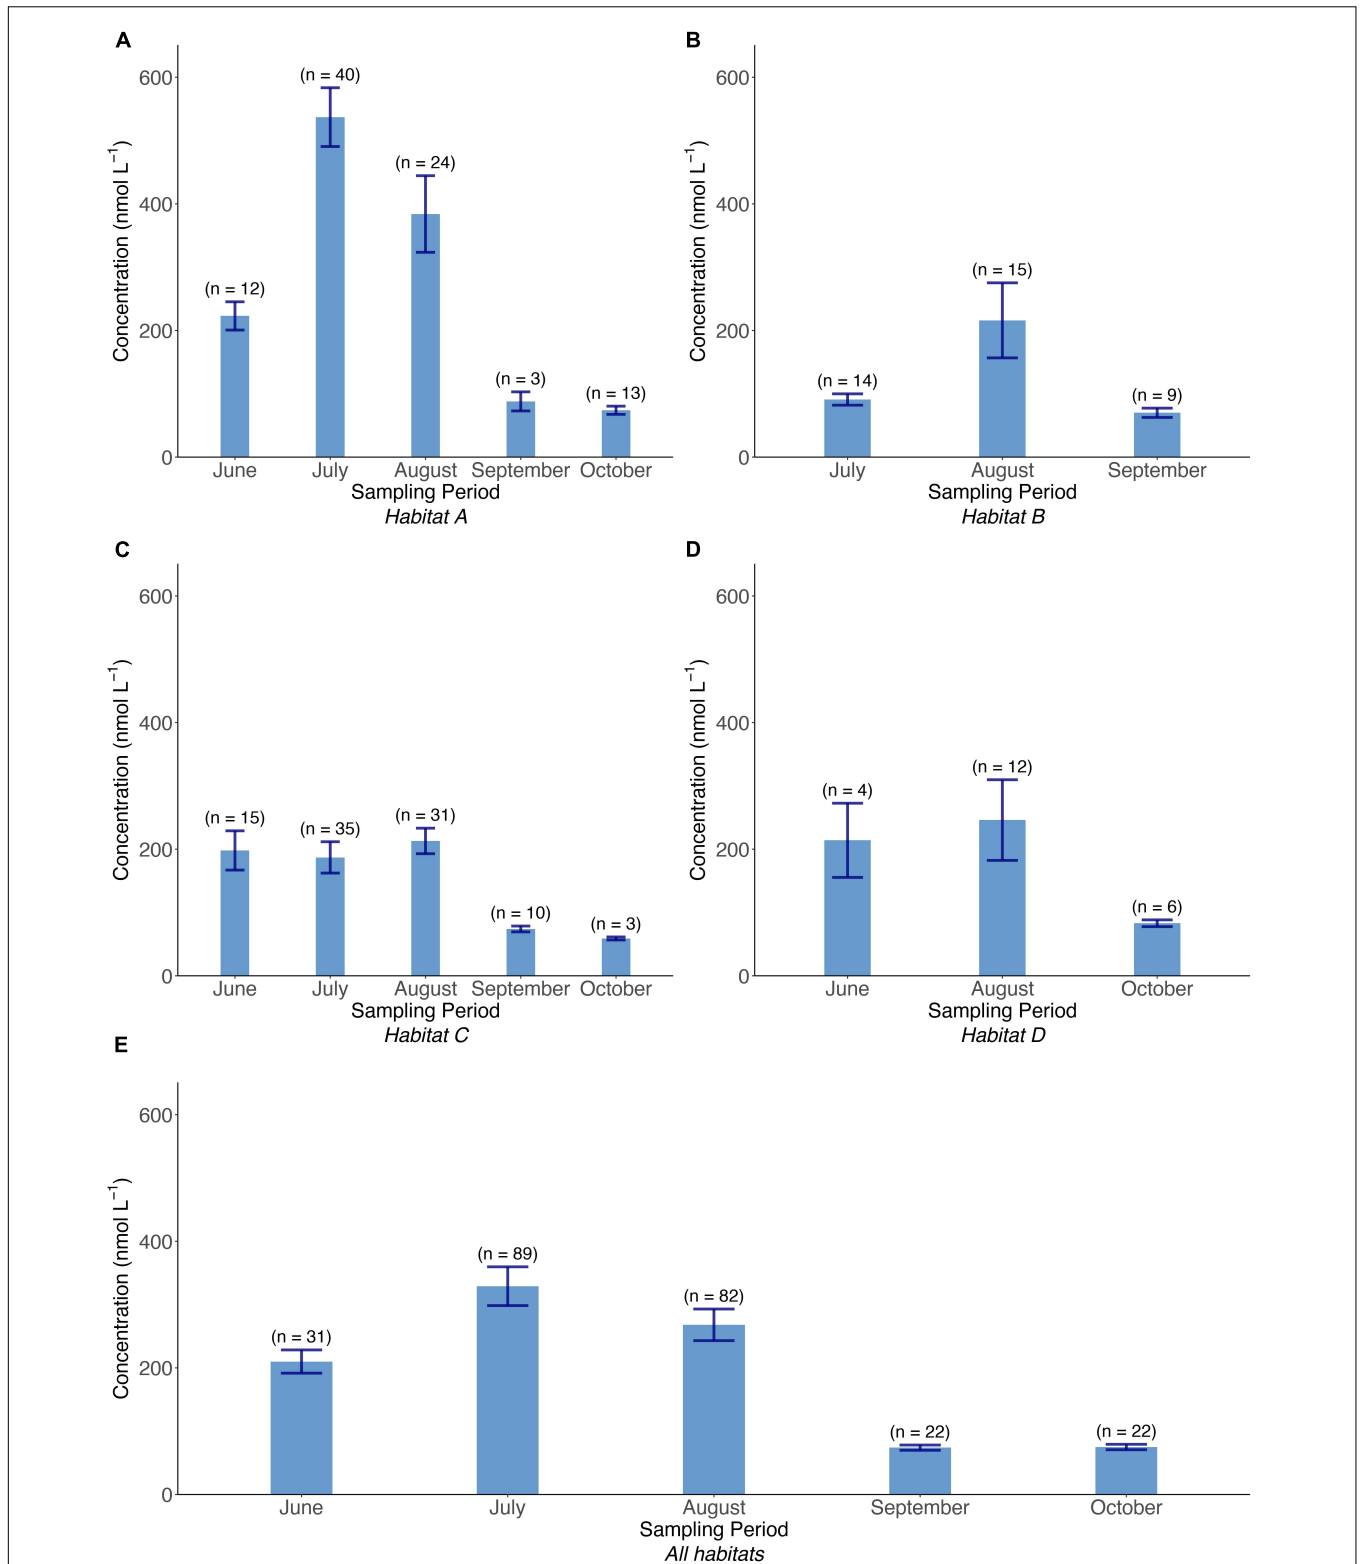 A
Concentration (nmol L⁻¹)
600
400
200
0
(n = 12)
(n = 40)
(n = 24)
(n = 3)
(n = 13)
June July August September October
Sampling Period
Habitat A
B
Concentration (nmol L⁻¹)
600
400
200
0
(n = 14)
(n = 15)
(n = 9)
July August September
Sampling Period
Habitat B
C
Concentration (nmol L⁻¹)
600
400
200
0
(n = 15)
(n = 35)
(n = 31)
(n = 10)
(n = 3)
June July August September October
Sampling Period
Habitat C
D
Concentration (nmol L⁻¹)
600
400
200
0
(n = 4)
(n = 12)
(n = 6)
June August October
Sampling Period
Habitat D
E
Concentration (nmol L⁻¹)
600
400
200
0
(n = 31)
(n = 89)
(n = 82)
(n = 22)
(n = 22)
June July August September October
Sampling Period
All habitats